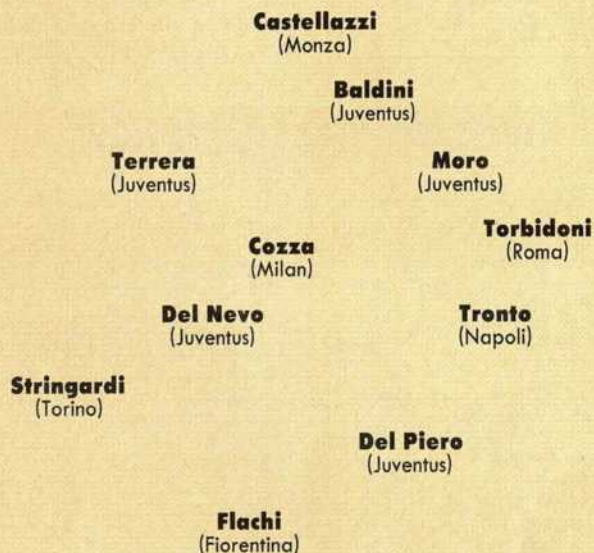 Castellazzi
(Monza)
Baldini
(Juventus)
Terrera
(Juventus)
Moro
(Juventus)
Torbidoni
(Roma)
Cozza
(Milan)
Del Nevo
(Juventus)
Tronto
(Napoli)
Stringardi
(Torino)
Del Piero
(Juventus)
Flachi
(Fiorentina)